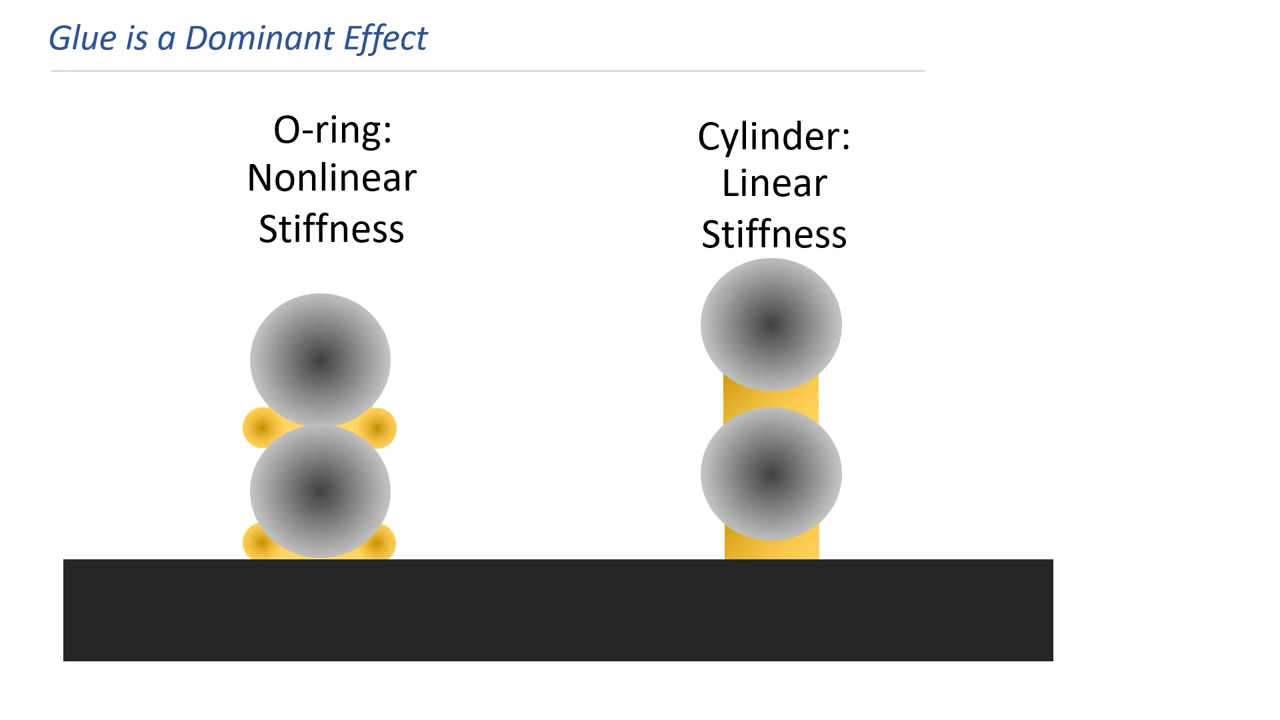 Glue is a Dominant Effect
O-ring:
Nonlinear
Stiffness
Cylinder:
Linear
Stiffness